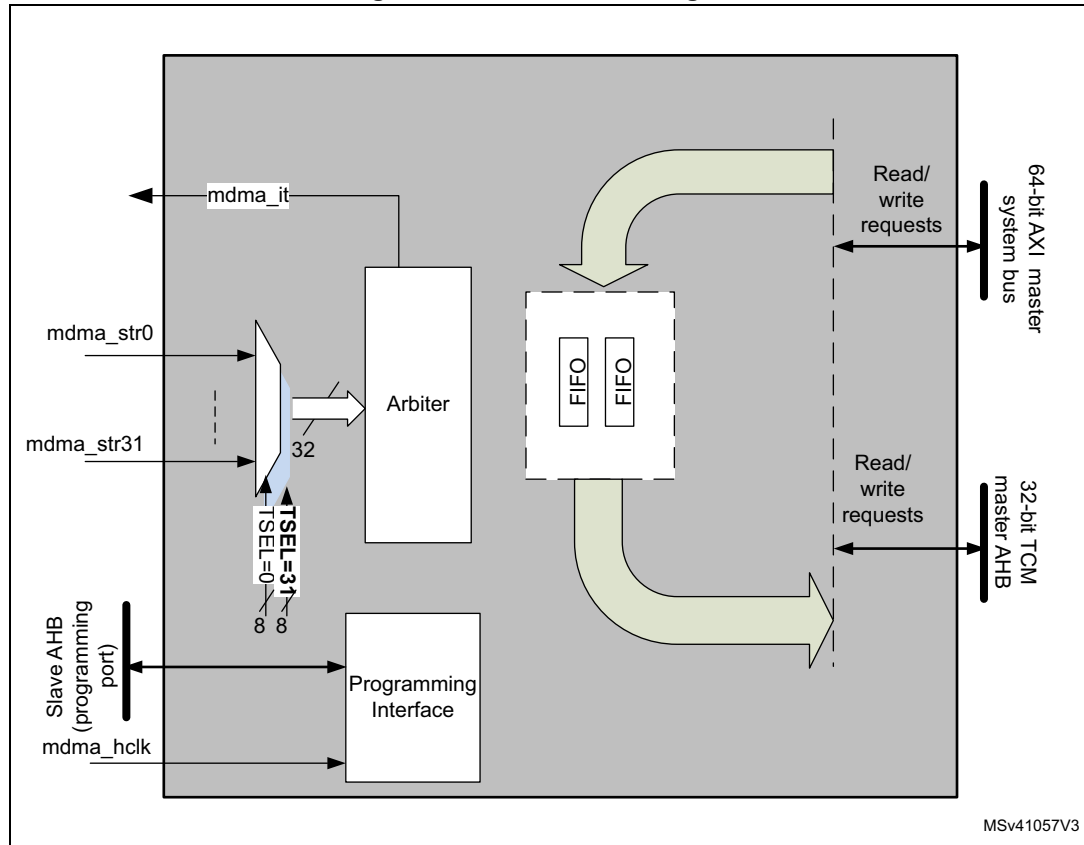 mdma_it
Read/
write
requests
64-bit AXI master
system bus
mdma_str0
mdma_str31
32
Arbiter
FIFO
FIFO
TSEL=0
TSEL=31
8
8
Read/
write
requests
32-bit TCM
master AHB
Slave AHB
(programming
port)
Programming
Interface
mdma_hclk
MSv41057V3